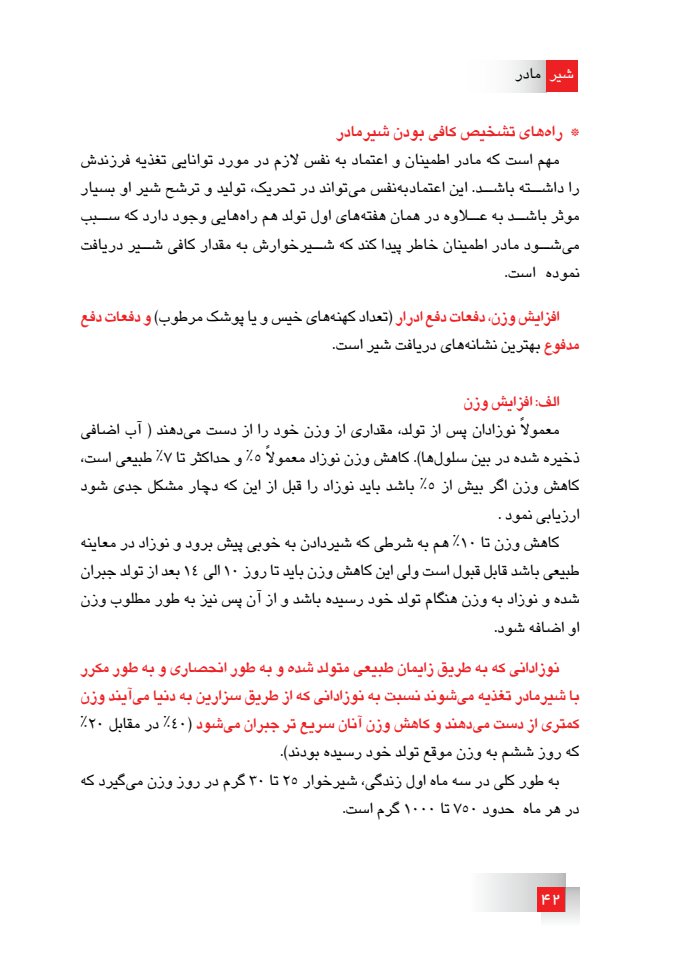 شیر مادر
* راه‌های تشخیص کافی بودن شیرمادر
مهم است که مادر اطمینان و اعتماد به نفس لازم در مورد توانایی تغذیه فرزندش
را داشـــته باشـــد. این اعتمادبه‌نفس می‌تواند در تحریک، تولید و ترشح شیر او بسیار
موثر باشـــد به عـــلاوه در همان هفته‌های اول تولد هم راه‌هایی وجود دارد که ســـبب
می‌شـــود مادر اطمینان خاطر پیدا کند که شـــیرخوارش به مقدار کافی شـــیر دریافت
نموده است.
افزایش وزن، دفعات دفع ادرار (تعداد کهنه‌های خیس و یا پوشک مرطوب) و دفعات دفع
مدفوع بهترین نشانه‌های دریافت شیر است.
الف: افزایش وزن
معمولاً نوزادان پس از تولد، مقداری از وزن خود را از دست می‌دهند ( آب اضافی
ذخیره شده در بین سلول‌ها). کاهش وزن نوزاد معمولاً ۵٪ و حداکثر تا ۷٪ طبیعی است،
کاهش وزن اگر بیش از ۵٪ باشد باید نوزاد را قبل از این که دچار مشکل جدی شود
ارزیابی نمود .
کاهش وزن تا ۱۰٪ هم به شرطی که شیردادن به خوبی پیش برود و نوزاد در معاینه
طبیعی باشد قابل قبول است ولی این کاهش وزن باید تا روز ۱۰ الی ۱۴ بعد از تولد جبران
شده و نوزاد به وزن هنگام تولد خود رسیده باشد و از آن پس نیز به طور مطلوب وزن
او اضافه شود.
نوزادانی که به طریق زایمان طبیعی متولد شده و به طور انحصاری و به طور مکرر
با شیرمادر تغذیه می‌شوند نسبت به نوزادانی که از طریق سزارین به دنیا می‌آیند وزن
کمتری از دست می‌دهند و کاهش وزن آنان سریع تر جبران می‌شود (۴۰٪ در مقابل ۲۰٪
که روز ششم به وزن موقع تولد خود رسیده بودند).
به طور کلی در سه ماه اول زندگی، شیرخوار ۲۵ تا ۳۰ گرم در روز وزن می‌گیرد که
در هر ماه حدود ۷۵۰ تا ۱۰۰۰ گرم است.
۴۲